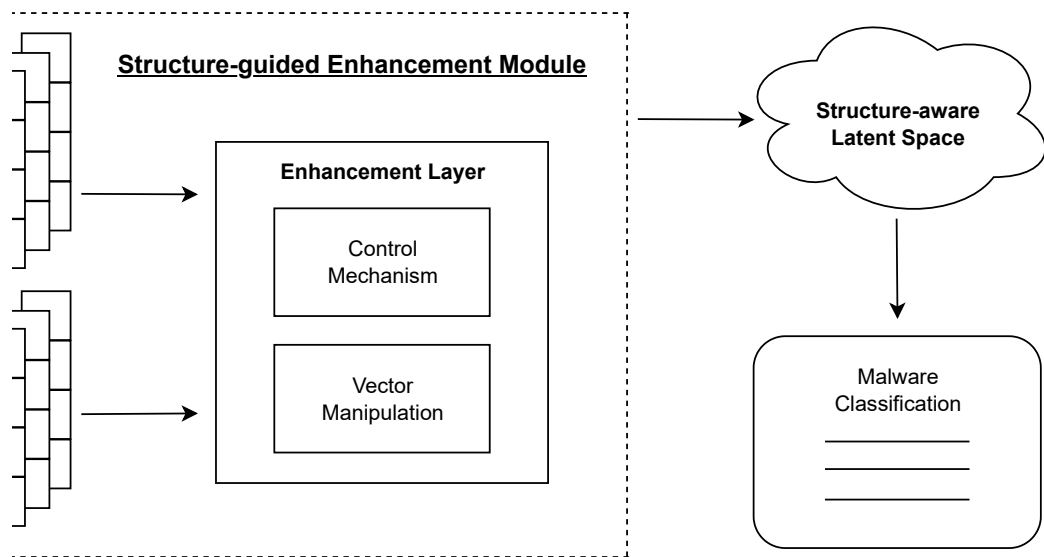 Structure-guided Enhancement Module
Structure-aware
Latent Space
Enhancement Layer
Control
Mechanism
Vector
Manipulation
Malware
Classification